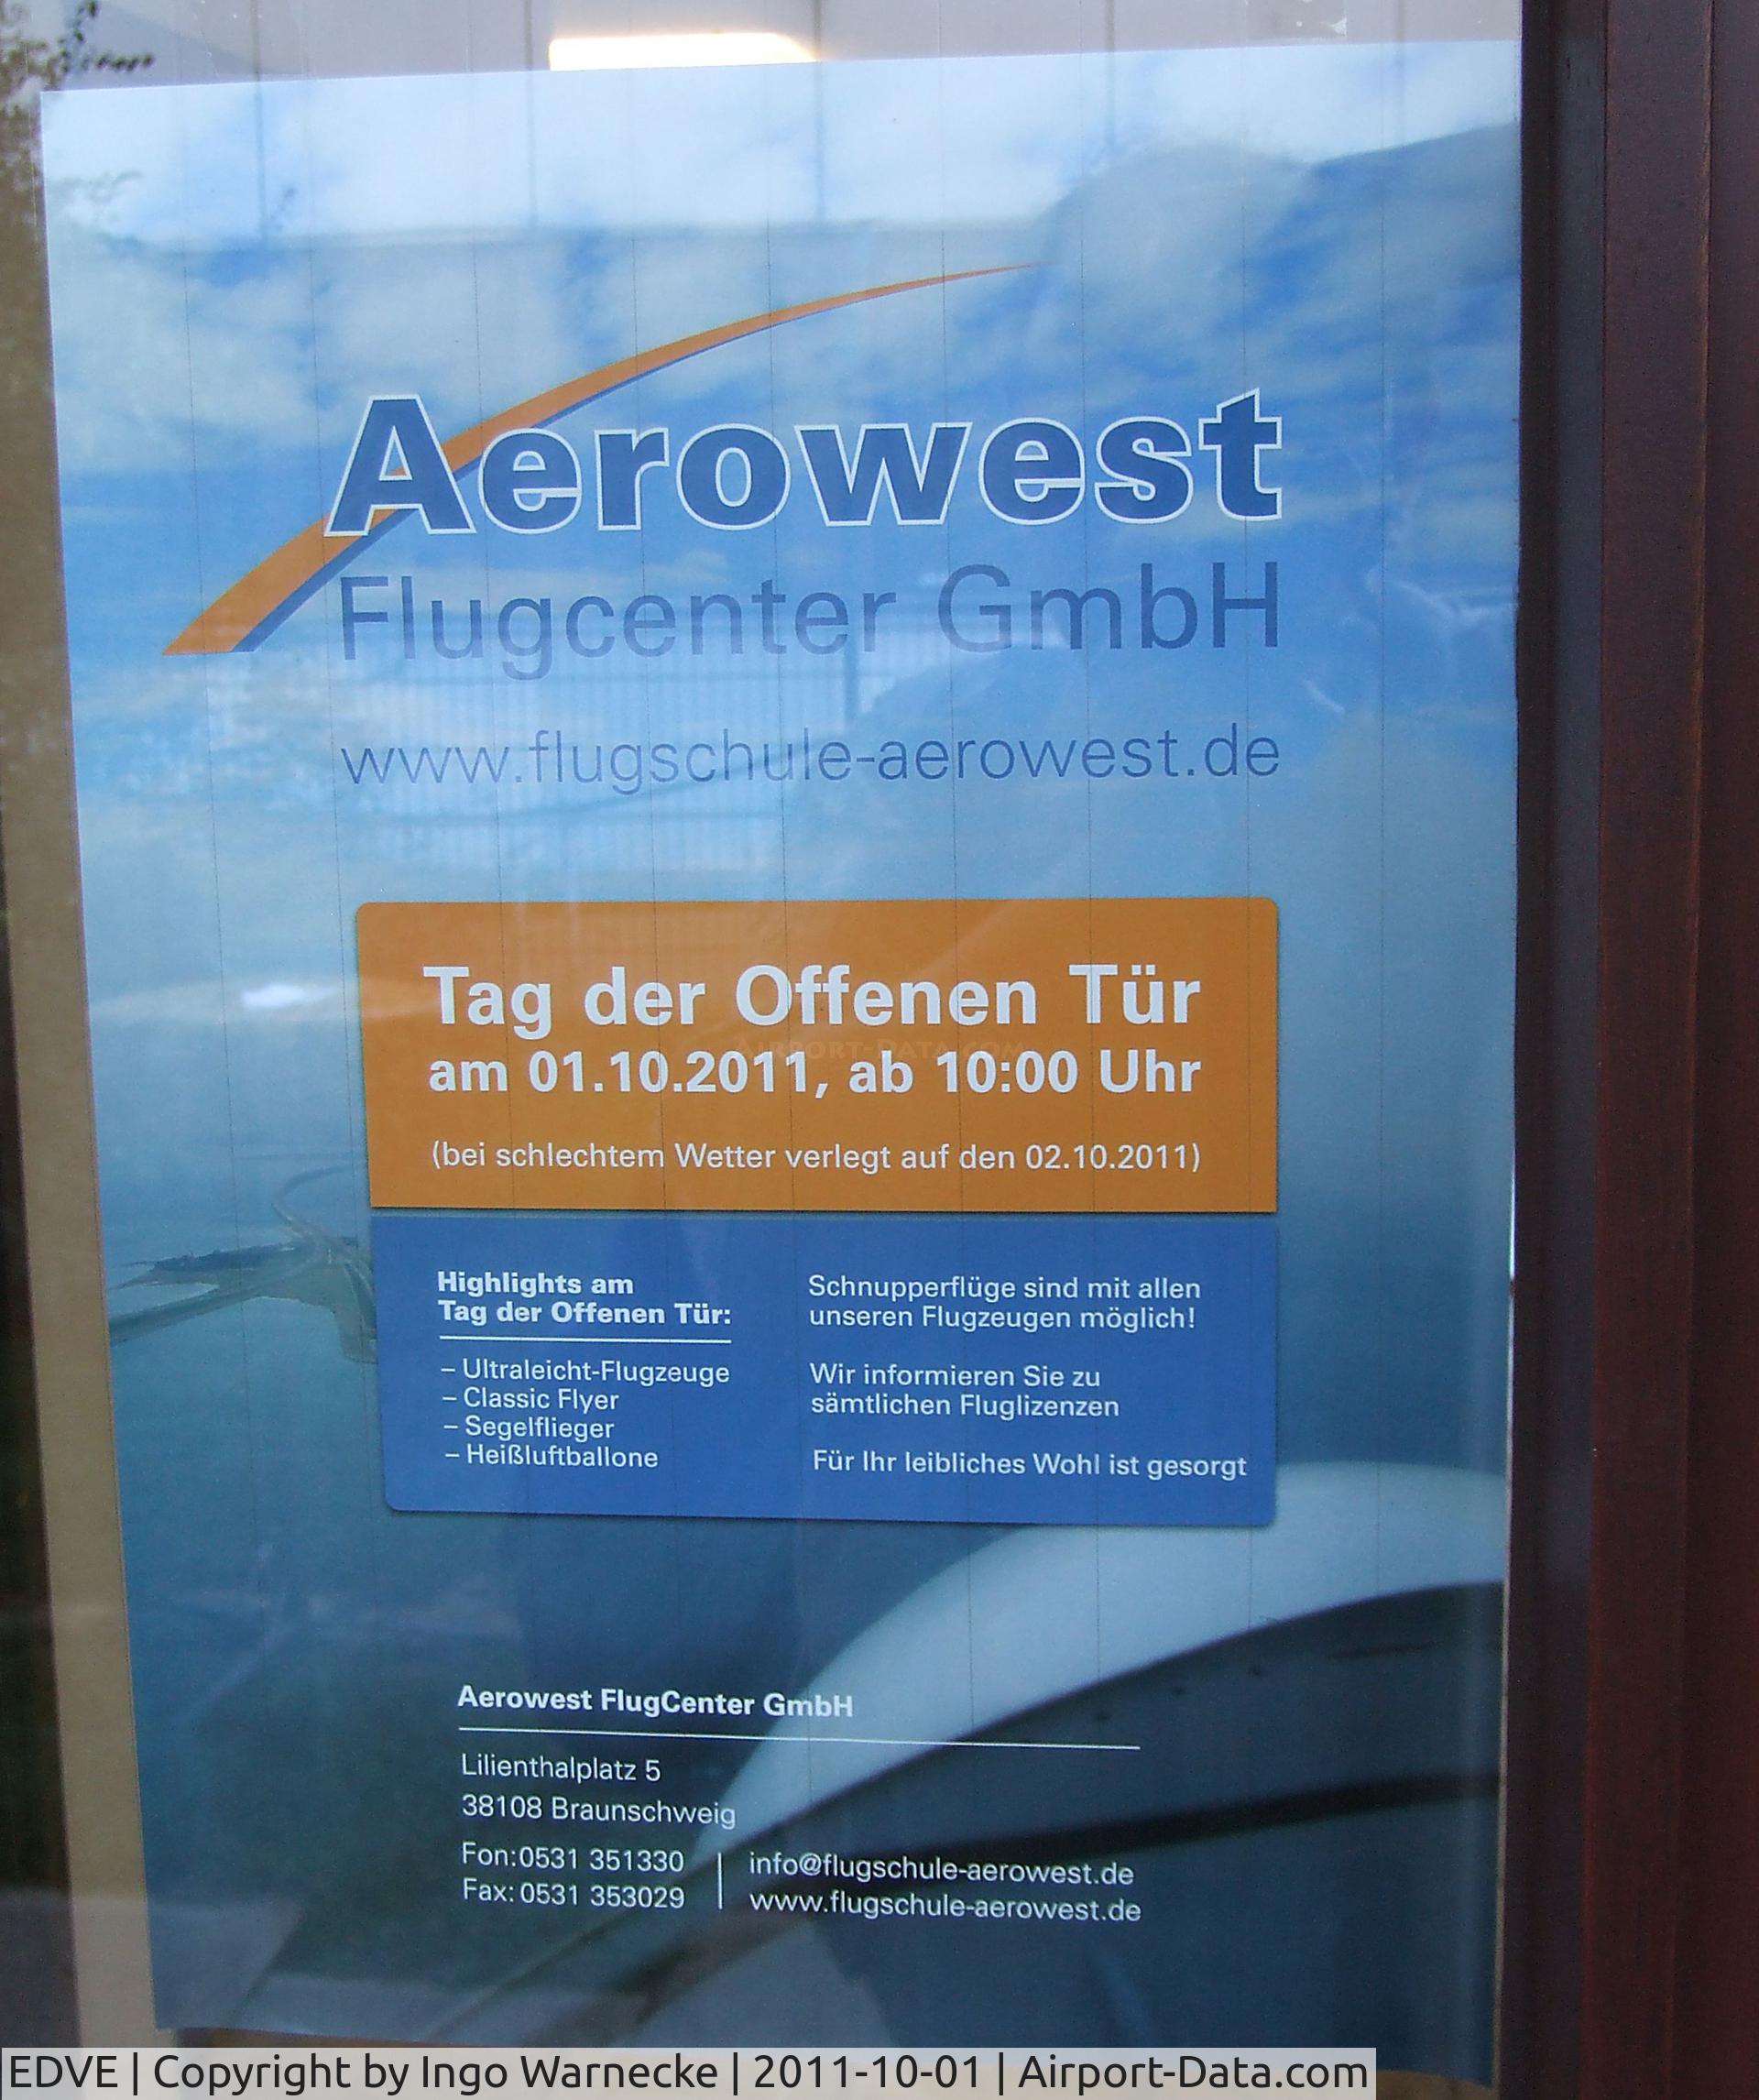 Aerowest
Flugcenter GmbH
www.flugschule-aerowest.de
Tag der Offenen Tür
am 01.10.2011, ab 10:00 Uhr
Airport-Data.com
(bei schlechtem Wetter verlegt auf den 02.10.2011)
Highlights am
Tag der Offenen Tür:
– Ultraleicht-Flugzeuge
– Classic Flyer
– Segelflieger
– Heißluftballone
Schnupperflüge sind mit allen
unseren Flugzeugen möglich!
Wir informieren Sie zu
sämtlichen Fluglizenzen
Für Ihr leibliches Wohl ist gesorgt
Aerowest FlugCenter GmbH
Lilienthalplatz 5
38108 Braunschweig
Fon: 0531 351330
Fax: 0531 353029
info@flugschule-aerowest.de
www.flugschule-aerowest.de
EDVE | Copyright by Ingo Warnecke | 2011-10-01 | Airport-Data.com